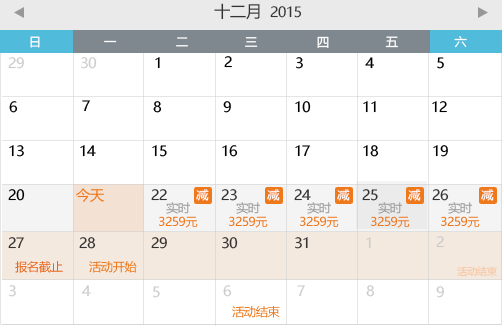 十二月 2015
日 一 二 三 四 五 六
29 30 1 2 3 4 5
6 7 8 9 10 11 12
13 14 15 16 17 18 19
20 今天 22 减 23 减 24 减 25 减 26 减
实时 实时 实时 实时 实时
3259元 3259元 3259元 3259元 3259元
27 28 29 30 31 1 2
报名截止 活动开始 活动结束
3 4 5 6 7 8 9
活动结束